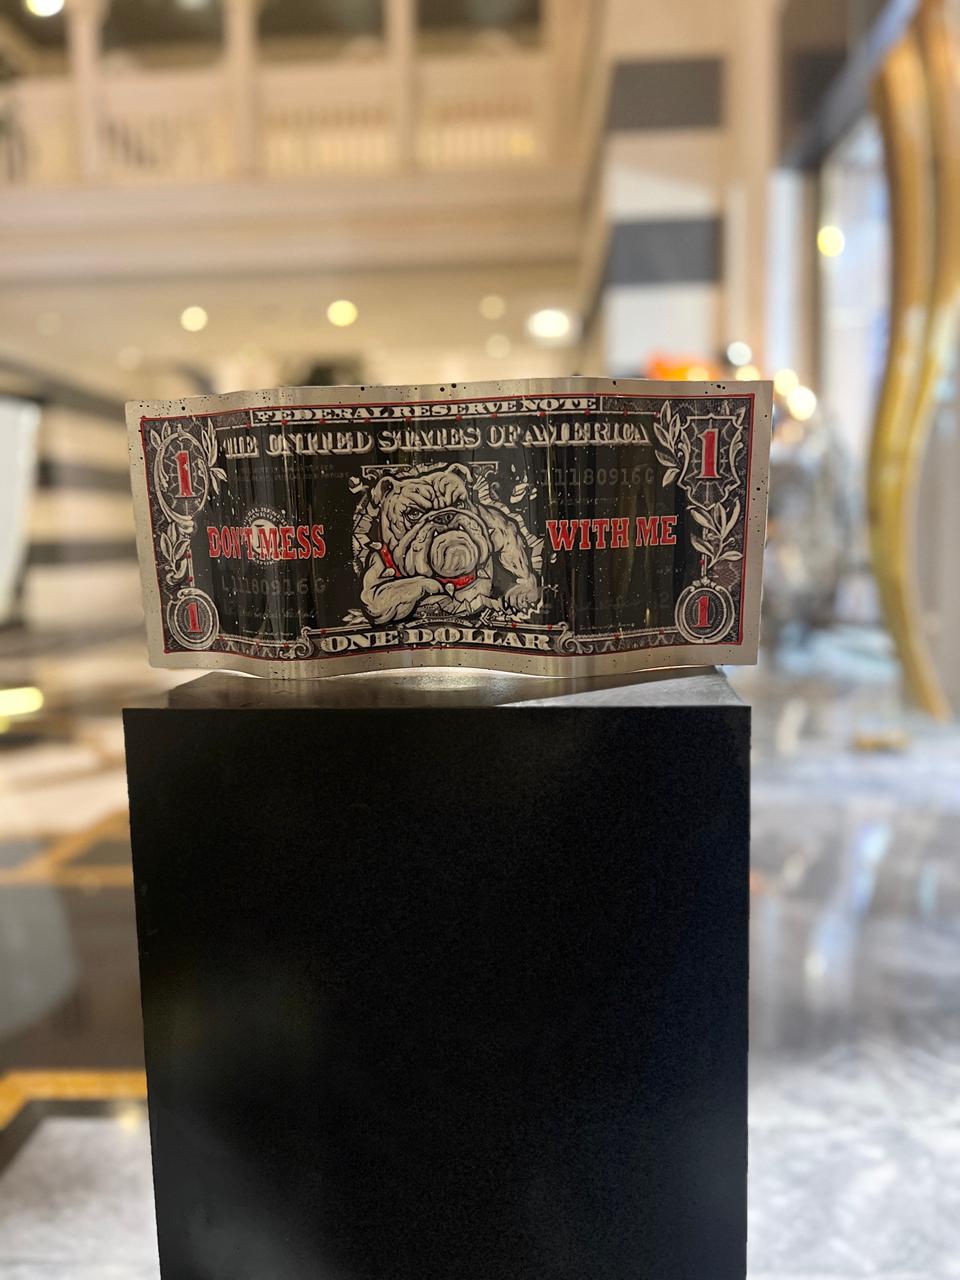 FEDERAL RESERVE NOTE
THE UNITED STATES OF AMERICA
1 1
11180916G
DON'T MESS WITH ME
L11180916G
1 1
ONE DOLLAR